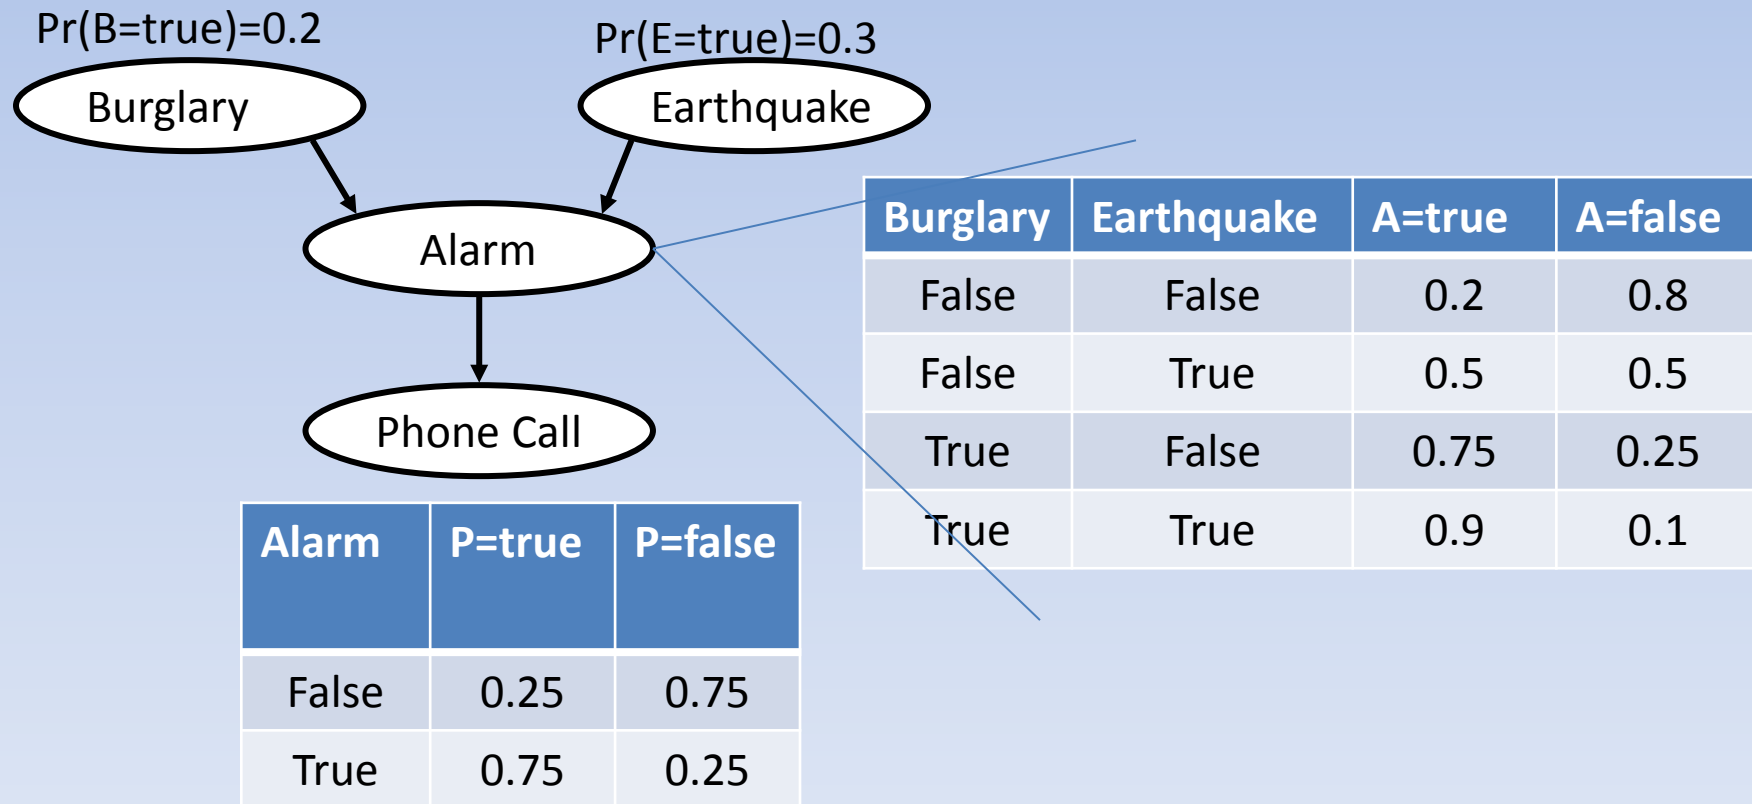 Pr(B=true)=0.2
Pr(E=true)=0.3
Burglary
Earthquake
Alarm
Phone Call
Burglary Earthquake A=true A=false
False False 0.2 0.8
False True 0.5 0.5
True False 0.75 0.25
True True 0.9 0.1
Alarm P=true P=false
False 0.25 0.75
True 0.75 0.25